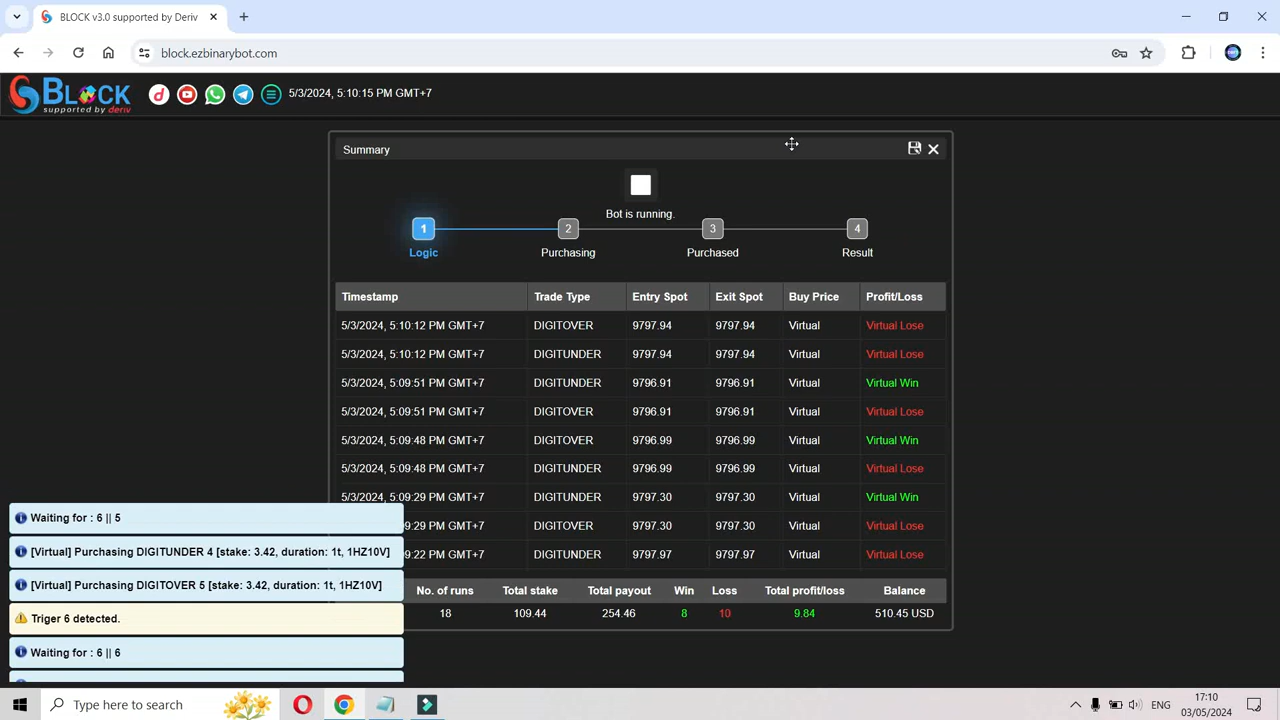 BLOCK v3.0 supported by Deriv
block.ezbinarybot.com
BLOCK
supported by deriv
5/3/2024, 5:10:15 PM GMT+7
Summary
Bot is running.
1 2 3 4
Logic Purchasing Purchased Result
Timestamp Trade Type Entry Spot Exit Spot Buy Price Profit/Loss
5/3/2024, 5:10:12 PM GMT+7 DIGITOVER 9797.94 9797.94 Virtual Virtual Lose
5/3/2024, 5:10:12 PM GMT+7 DIGITUNDER 9797.94 9797.94 Virtual Virtual Lose
5/3/2024, 5:09:51 PM GMT+7 DIGITUNDER 9796.91 9796.91 Virtual Virtual Win
5/3/2024, 5:09:51 PM GMT+7 DIGITOVER 9796.91 9796.91 Virtual Virtual Lose
5/3/2024, 5:09:48 PM GMT+7 DIGITOVER 9796.99 9796.99 Virtual Virtual Win
5/3/2024, 5:09:48 PM GMT+7 DIGITUNDER 9796.99 9796.99 Virtual Virtual Lose
5/3/2024, 5:09:29 PM GMT+7 DIGITUNDER 9797.30 9797.30 Virtual Virtual Win
:09:29 PM GMT+7 DIGITOVER 9797.30 9797.30 Virtual Virtual Lose
:09:22 PM GMT+7 DIGITUNDER 9797.97 9797.97 Virtual Virtual Lose
No. of runs Total stake Total payout Win Loss Total profit/loss Balance
18 109.44 254.46 8 10 9.84 510.45 USD
Waiting for : 6 || 5
[Virtual] Purchasing DIGITUNDER 4 [stake: 3.42, duration: 1t, 1HZ10V]
[Virtual] Purchasing DIGITOVER 5 [stake: 3.42, duration: 1t, 1HZ10V]
Triger 6 detected.
Waiting for : 6 || 6
Type here to search
ENG
17:10
03/05/2024